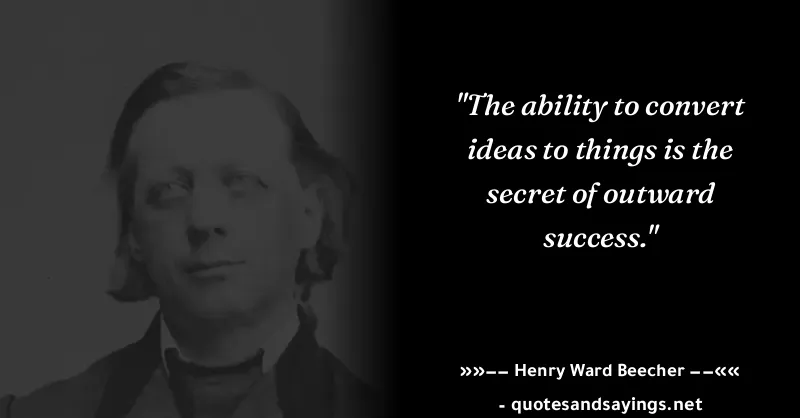 "The ability to convert
ideas to things is the
secret of outward
success."
»»−− Henry Ward Beecher −−««
- quotesandsayings.net